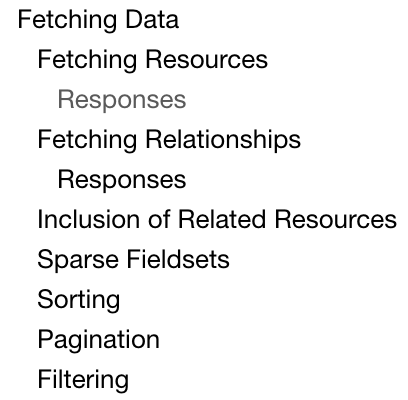 Fetching Data
Fetching Resources
Responses
Fetching Relationships
Responses
Inclusion of Related Resources
Sparse Fieldsets
Sorting
Pagination
Filtering